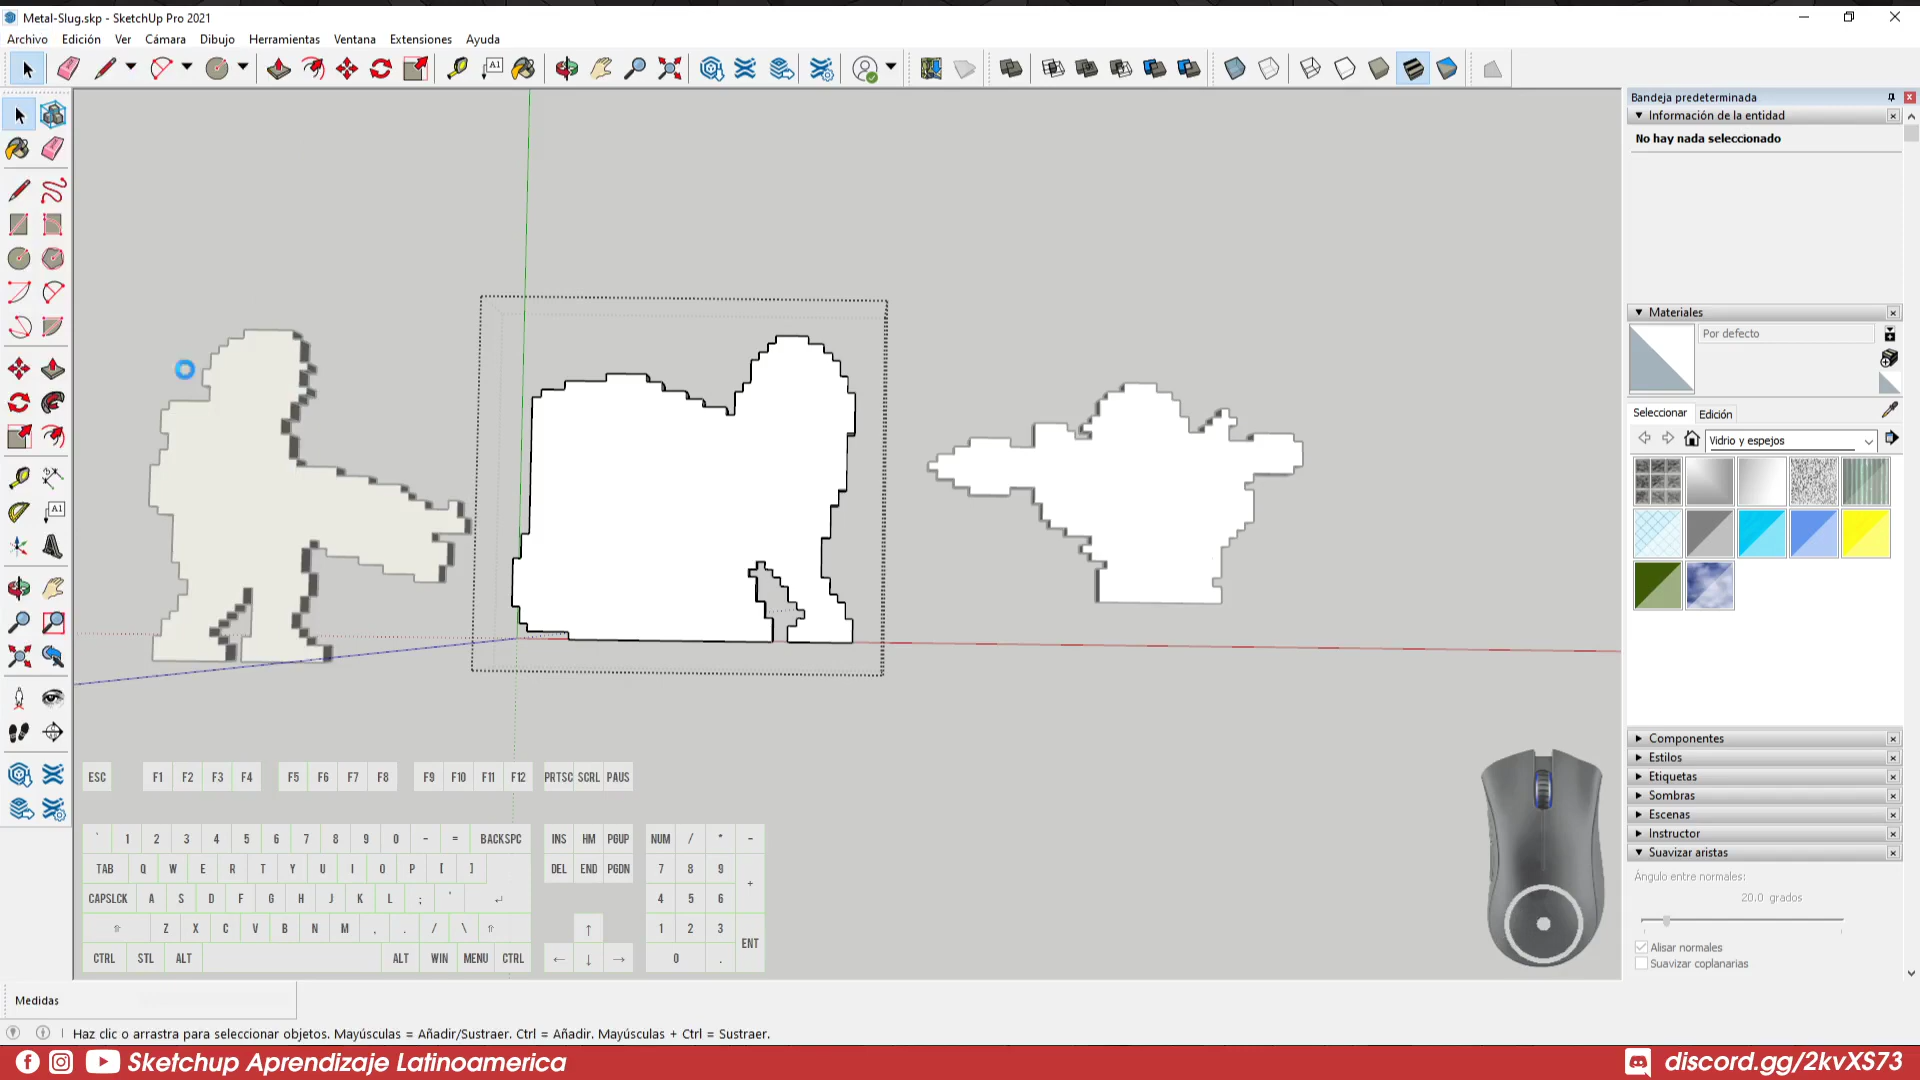 Metal-Slug.skp - SketchUp Pro 2021
Archivo Edición Ver Cámara Dibujo Herramientas Ventana Extensiones Ayuda
A1
A1
Bandeja predeterminada
Información de la entidad
No hay nada seleccionado
Materiales
Por defecto
Seleccionar Edición
Vidrio y espejos
Componentes
Estilos
Etiquetas
Sombras
Escenas
Instructor
Suavizar aristas
Ángulo entre normales:
20.0 grados
Alisar normales
Suavizar coplanarias
ESC F1 F2 F3 F4 F5 F6 F7 F8 F9 F10 F11 F12 PRTSC SCRL PAUS
` 1 2 3 4 5 6 7 8 9 0 - = BACKSPC INS HM PGUP NUM / * -
TAB Q W E R T Y U I O P [ ] DEL END PGDN 7 8 9 +
CAPSLCK A S D F G H J K L ; ' ↵ 4 5 6
⇧ Z X C V B N M , . / \ ⇧ ↑ 1 2 3 ENT
CTRL STL ALT ALT WIN MENU CTRL ← ↓ → 0 .
Medidas
Haz clic o arrastra para seleccionar objetos. Mayúsculas = Añadir/Sustraer. Ctrl = Añadir. Mayúsculas + Ctrl = Sustraer.
Sketchup Aprendizaje Latinoamerica
discord.gg/2kvXS73